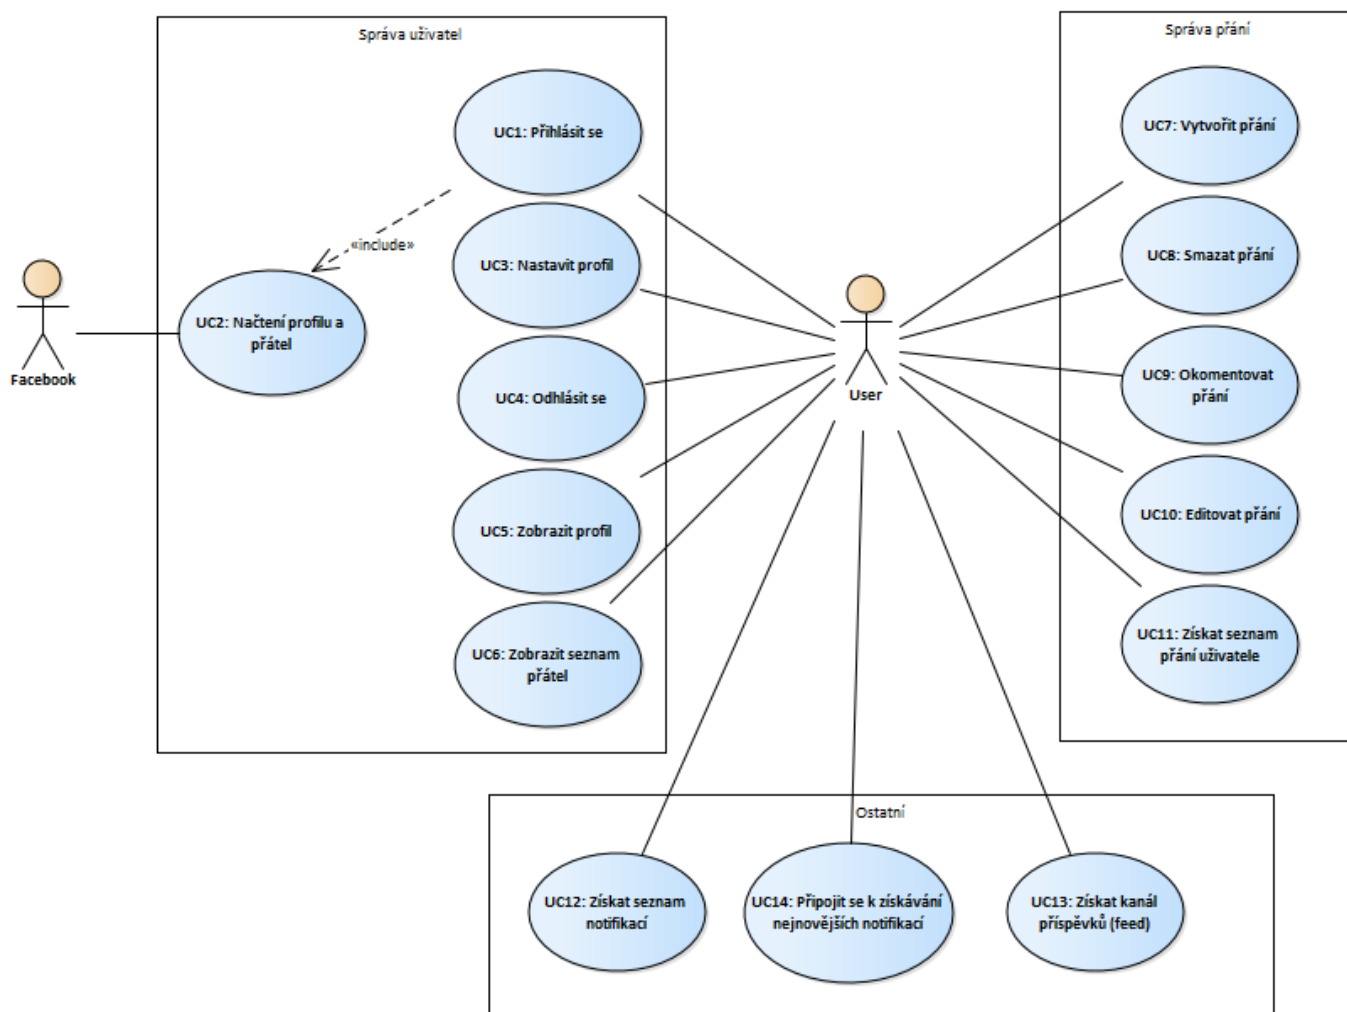 Správa uživatel
UC1: Přihlásit se
«include»
UC3: Nastavit profil
UC2: Načtení profilu a
přátel
Facebook
UC4: Odhlásit se
UC5: Zobrazit profil
UC6: Zobrazit seznam
přátel
User
Správa přání
UC7: Vytvořit přání
UC8: Smazat přání
UC9: Okomentovat
přání
UC10: Editovat přání
UC11: Získat seznam
přání uživatele
Ostatní
UC12: Získat seznam
notifikací
UC14: Připojit se k získávání
nejnovějších notifikací
UC13: Získat kanál
příspěvků (feed)